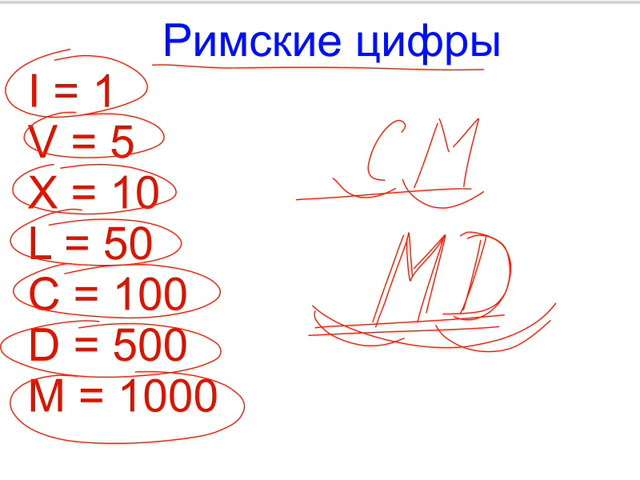 Римские цифры
I = 1
V = 5
X = 10
L = 50
C = 100
D = 500
M = 1000
CM
MD